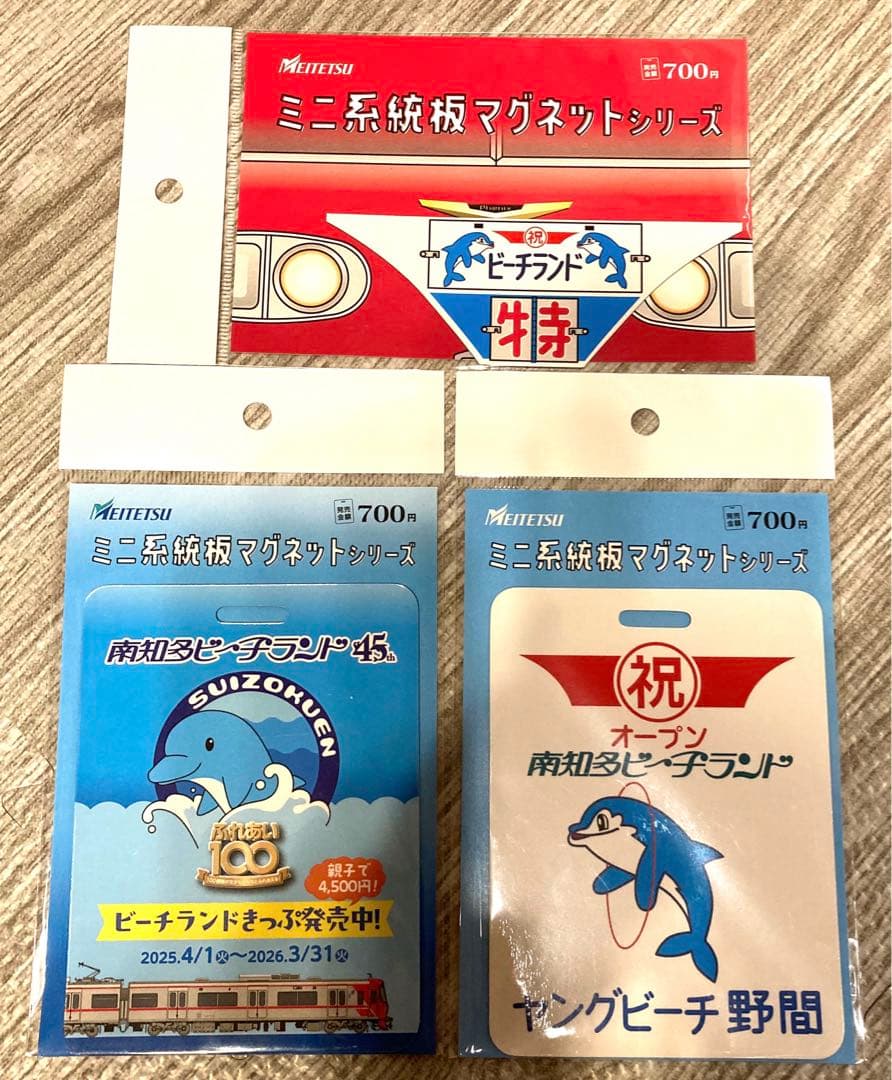 MEITETSU
発売金額 700円
ミニ系統板マグネットシリーズ
Phoenix
祝
ビーチランド
特
MEITETSU
発売金額 700円
ミニ系統板マグネットシリーズ
南知多ビーチランド 45th
SUIZOKUEN
ふれあい
100
親子で
4,500円!
ビーチランドきっぷ発売中!
2025.4/1火〜2026.3/31火
MEITETSU
発売金額 700円
ミニ系統板マグネットシリーズ
祝
オープン
南知多ビーチランド
ヤングビーチ野間